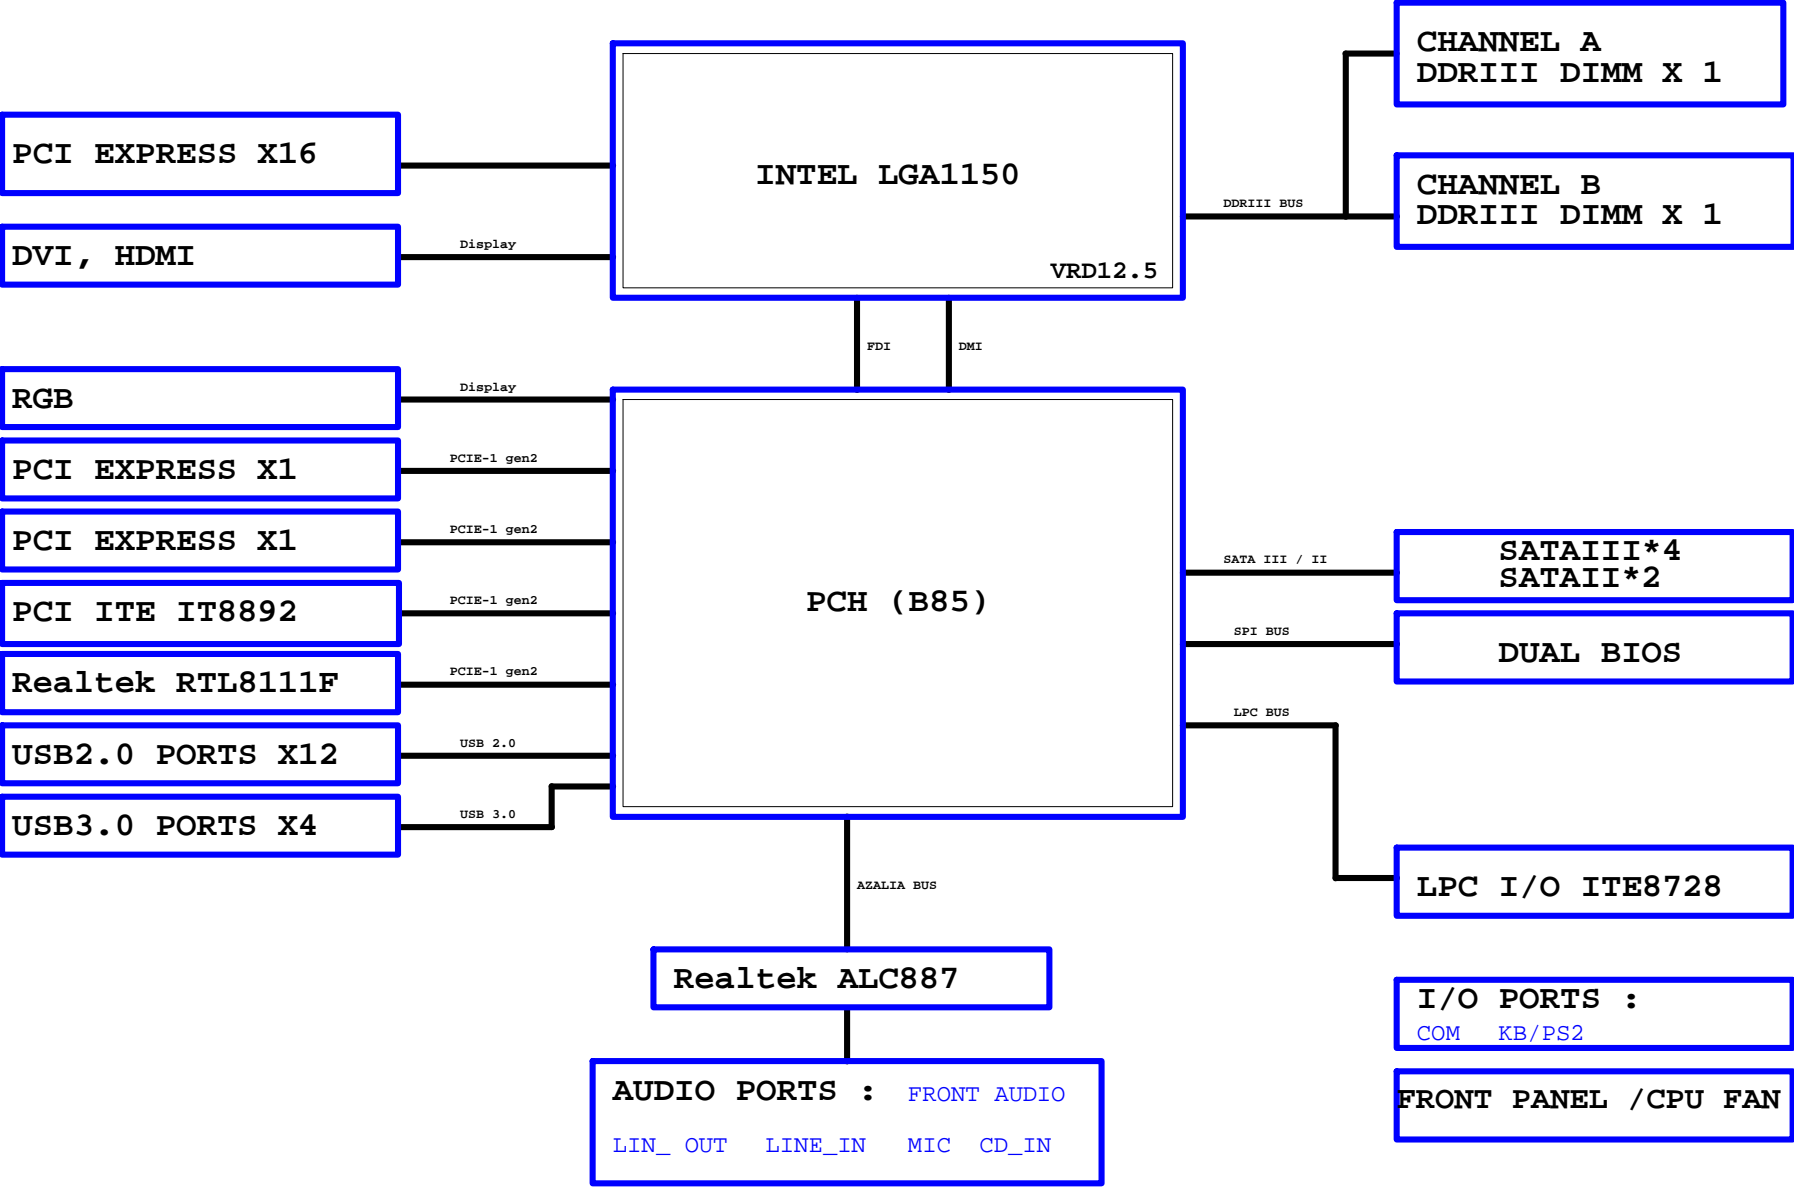 CHANNEL A
DDRIII DIMM X 1
PCI EXPRESS X16
INTEL LGA1150
CHANNEL B
DDRIII DIMM X 1
DDRIII BUS
DVI, HDMI
Display
VRD12.5
FDI
DMI
RGB
Display
PCI EXPRESS X1
PCIE-1 gen2
PCI EXPRESS X1
PCIE-1 gen2
PCI ITE IT8892
PCIE-1 gen2
Realtek RTL8111F
PCIE-1 gen2
USB2.0 PORTS X12
USB 2.0
USB3.0 PORTS X4
USB 3.0
PCH (B85)
SATA III / II
SATAIII*4
SATAII*2
SPI BUS
DUAL BIOS
LPC BUS
LPC I/O ITE8728
AZALIA BUS
Realtek ALC887
I/O PORTS :
COM KB/PS2
AUDIO PORTS : FRONT AUDIO
LIN_ OUT LINE_IN MIC CD_IN
FRONT PANEL /CPU FAN